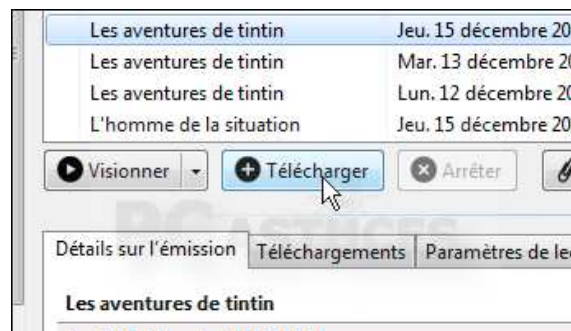 Les aventures de tintin Jeu. 15 décembre 20
Les aventures de tintin Mar. 13 décembre 20
Les aventures de tintin Lun. 12 décembre 20
L'homme de la situation Jeu. 15 décembre 20
Visionner Télécharger Arrêter
PC ASTUCES
Détails sur l'émission Téléchargements Paramètres de le
Les aventures de tintin